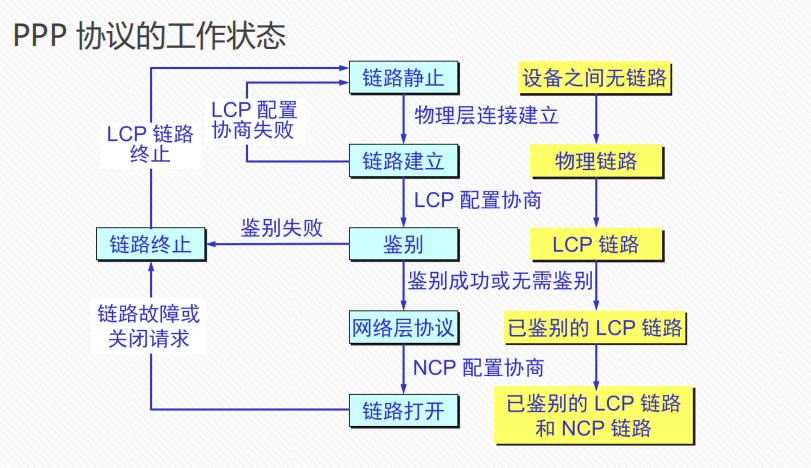 PPP 协议的工作状态
链路静止
设备之间无链路
LCP 配置
协商失败
物理层连接建立
LCP 链路
终止
链路建立
物理链路
LCP 配置协商
鉴别失败
链路终止
鉴别
LCP 链路
鉴别成功或无需鉴别
链路故障或
关闭请求
网络层协议
已鉴别的 LCP 链路
NCP 配置协商
链路打开
已鉴别的 LCP 链路
和 NCP 链路